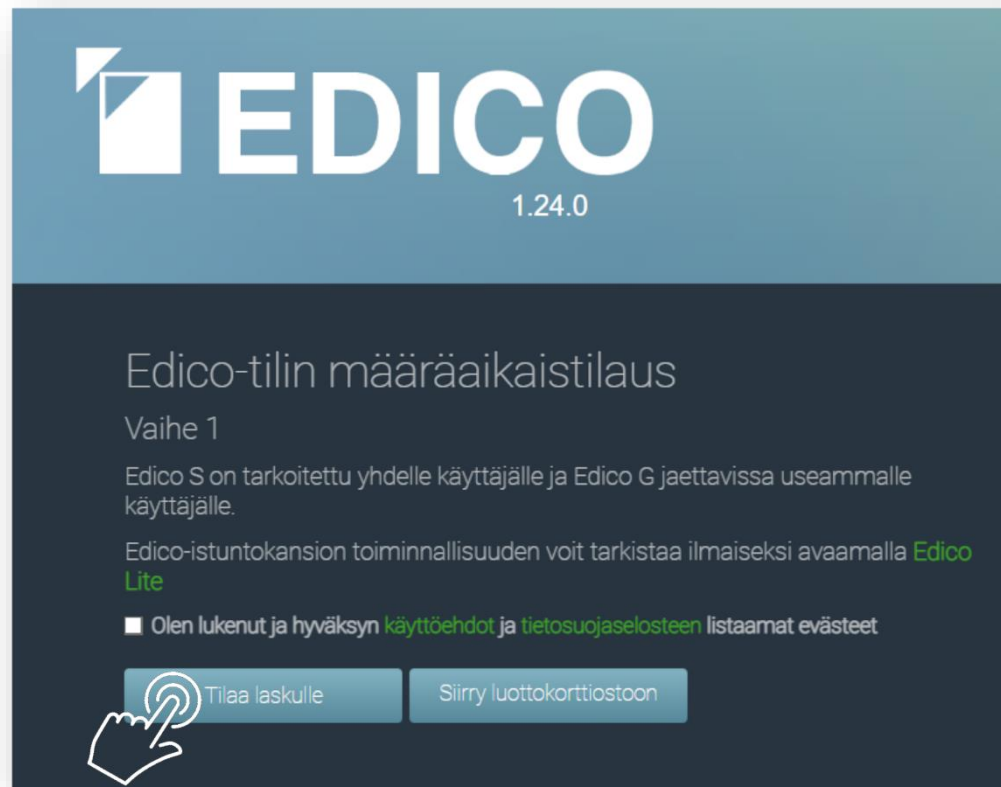 EDICO
1.24.0
Edico-tilin määräaikaistilaus
Vaihe 1
Edico S on tarkoitettu yhdelle käyttäjälle ja Edico G jaettavissa useammalle
käyttäjälle.
Edico-istuntokansion toiminnallisuuden voit tarkistaa ilmaiseksi avaamalla Edico
Lite
Olen lukenut ja hyväksyn käyttöehdot ja tietosuojaselosteen listaamat evästeet
Tilaa laskulle
Siirry luottokorttiostoon